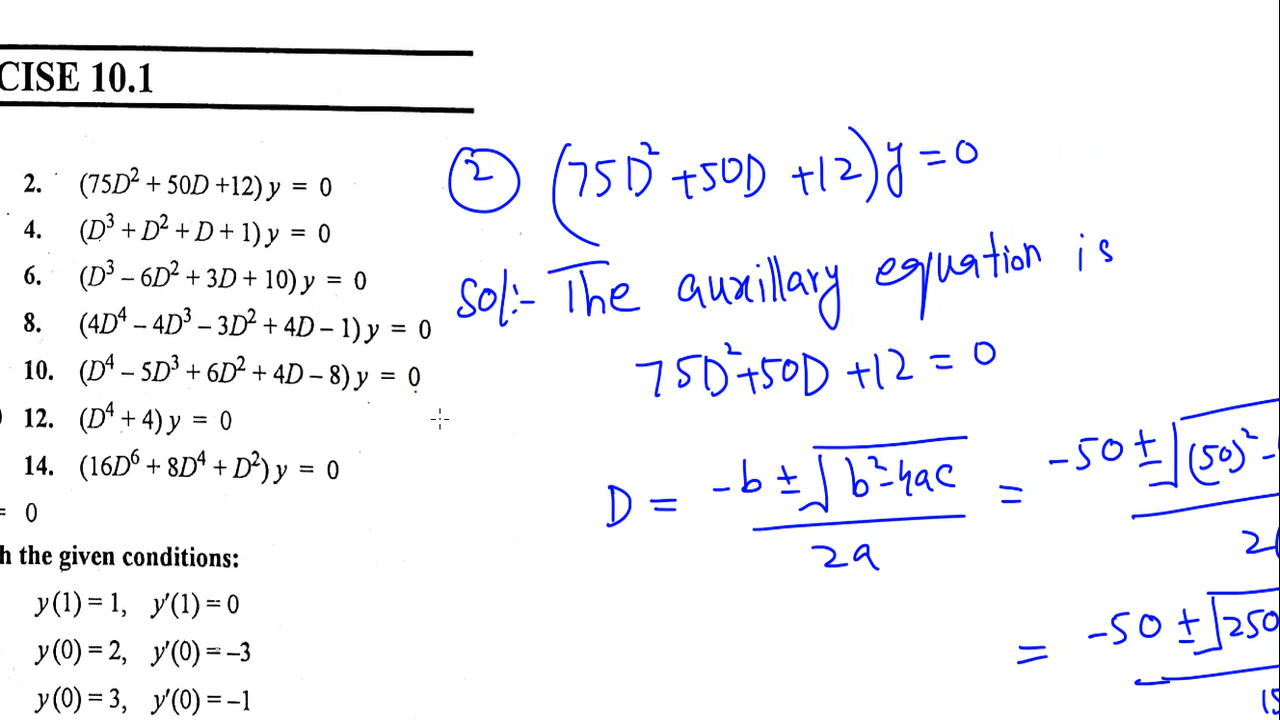 CISE 10.1
2. (75D² + 50D +12) y = 0
4. (D³ + D² + D + 1) y = 0
6. (D³ – 6D² + 3D + 10) y = 0
8. (4D⁴ – 4D³ – 3D² + 4D – 1) y = 0
10. (D⁴ – 5D³ + 6D² + 4D – 8) y = 0
) 12. (D⁴ + 4) y = 0
14. (16D⁶ + 8D⁴ + D²) y = 0
= 0
h the given conditions:
y(1) = 1, y′(1) = 0
y(0) = 2, y′(0) = –3
y(0) = 3, y′(0) = –1
2 (75D² +50D +12) y = 0
Sol:- The auxillary equation is
75D²+50D +12 = 0
D = -b ± √b²-4ac / 2a = -50 ± √(50)² - / 2(
= -50 ± √250 / 15